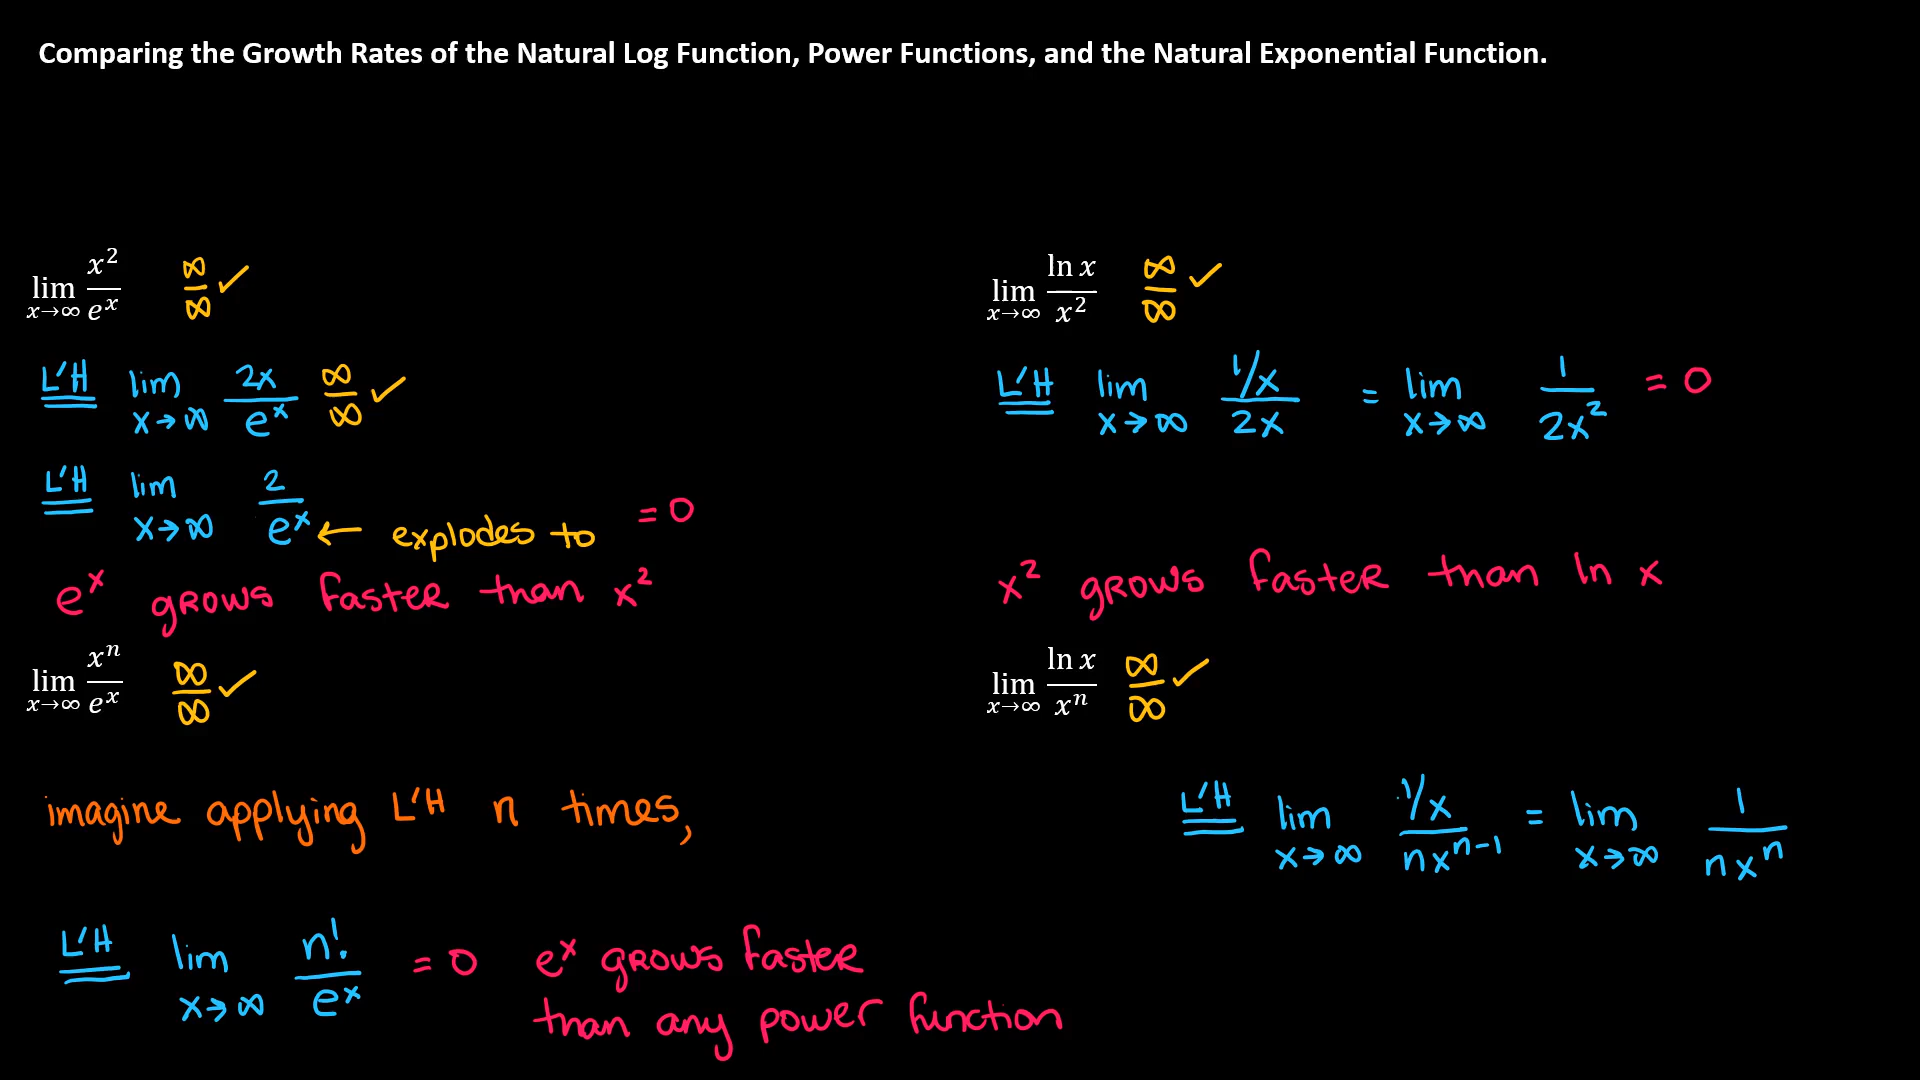 Comparing the Growth Rates of the Natural Log Function, Power Functions, and the Natural Exponential Function.
lim x→∞ x²/eˣ ∞/∞ ✓
L'H lim x→∞ 2x/eˣ ∞/∞ ✓
L'H lim x→∞ 2/eˣ ← explodes to = 0
eˣ grows faster than x²
lim x→∞ xⁿ/eˣ ∞/∞ ✓
imagine applying L'H n times,
L'H lim x→∞ n!/eˣ = 0 eˣ grows faster
than any power function
lim x→∞ ln x/x² ∞/∞ ✓
L'H lim x→∞ 1/x/2x = lim x→∞ 1/2x² = 0
x² grows faster than ln x
lim x→∞ ln x/xⁿ ∞/∞ ✓
L'H lim x→∞ 1/x/nxⁿ⁻¹ = lim x→∞ 1/nxⁿ